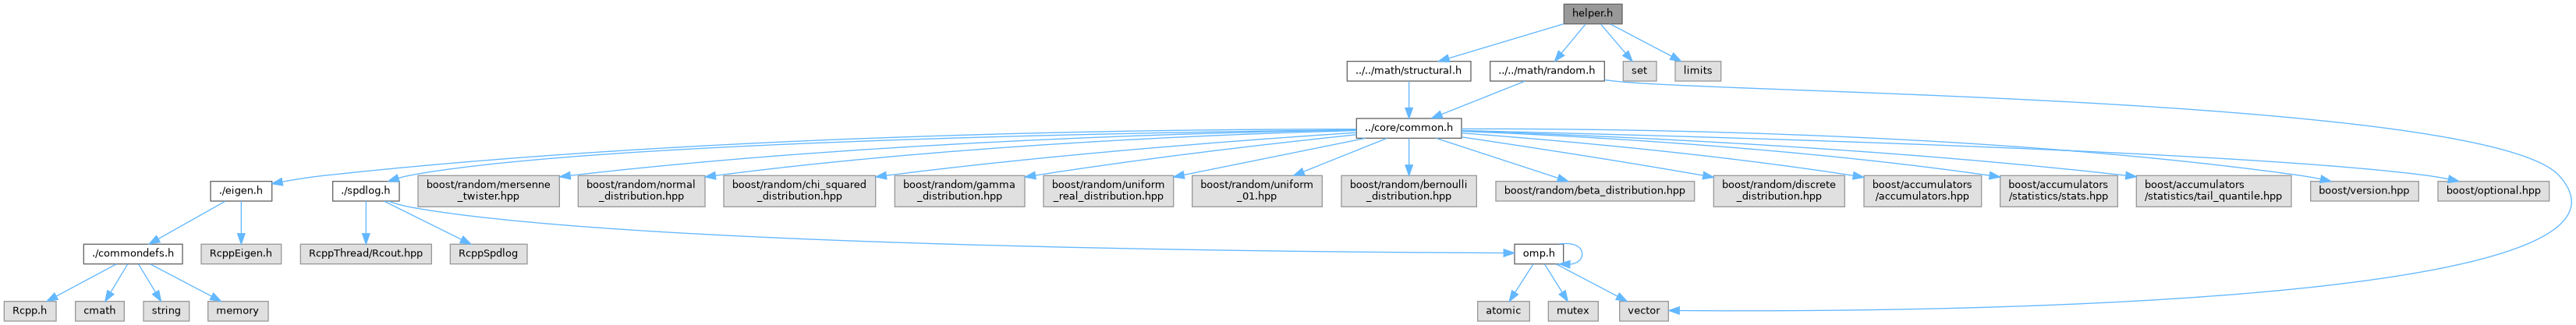 helper.h
../../math/structural.h
../../math/random.h
set
limits
../core/common.h
./eigen.h
./spdlog.h
boost/random/mersenne
_twister.hpp
boost/random/normal
_distribution.hpp
boost/random/chi_squared
_distribution.hpp
boost/random/gamma
_distribution.hpp
boost/random/uniform
_real_distribution.hpp
boost/random/uniform
_01.hpp
boost/random/bernoulli
_distribution.hpp
boost/random/beta_distribution.hpp
boost/random/discrete
_distribution.hpp
boost/accumulators
/accumulators.hpp
boost/accumulators
/statistics/stats.hpp
boost/accumulators
/statistics/tail_quantile.hpp
boost/version.hpp
boost/optional.hpp
./commondefs.h
RcppEigen.h
RcppThread/Rcout.hpp
RcppSpdlog
omp.h
Rcpp.h
cmath
string
memory
atomic
mutex
vector